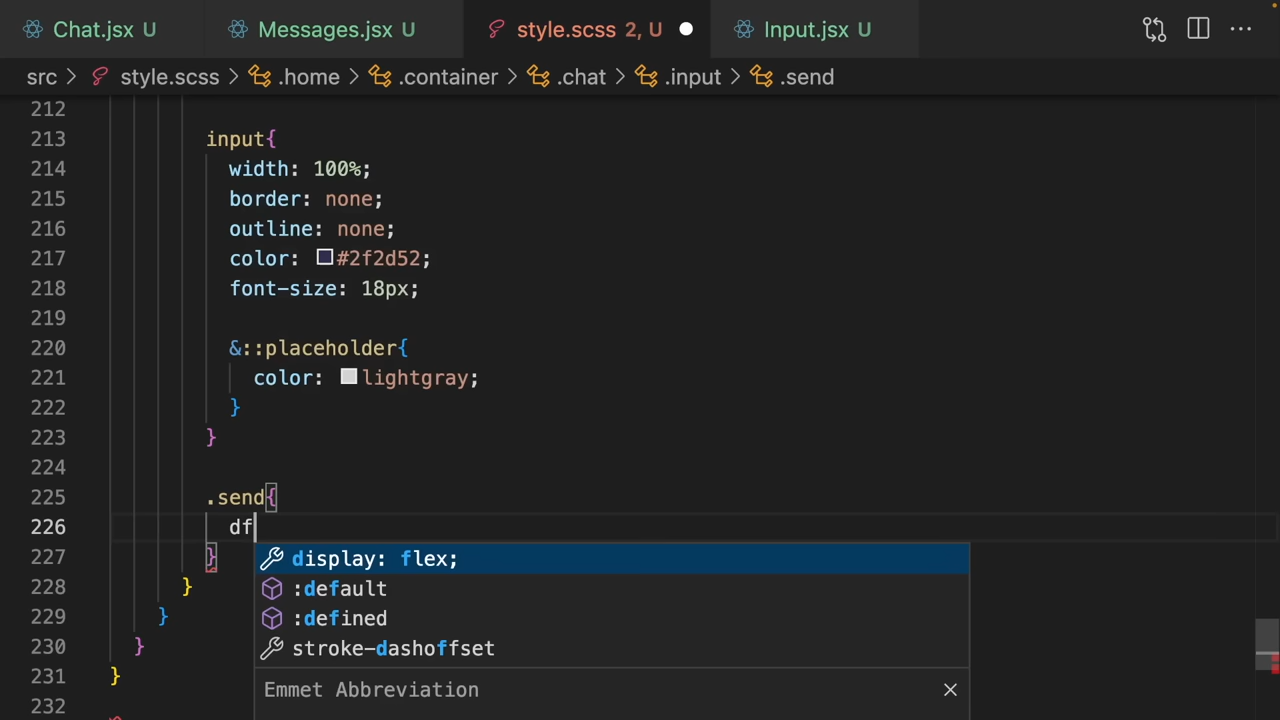 Chat.jsx U Messages.jsx U style.scss 2, U Input.jsx U ...
src > style.scss > .home > .container > .chat > .input > .send
212
213 input{
214 width: 100%;
215 border: none;
216 outline: none;
217 color: #2f2d52;
218 font-size: 18px;
219
220 &::placeholder{
221 color: lightgray;
222 }
223 }
224
225 .send{
226 df
227 }
display: flex;
228 }
:default
229 }
:defined
230 }
stroke-dashoffset
231 }
Emmet Abbreviation
232